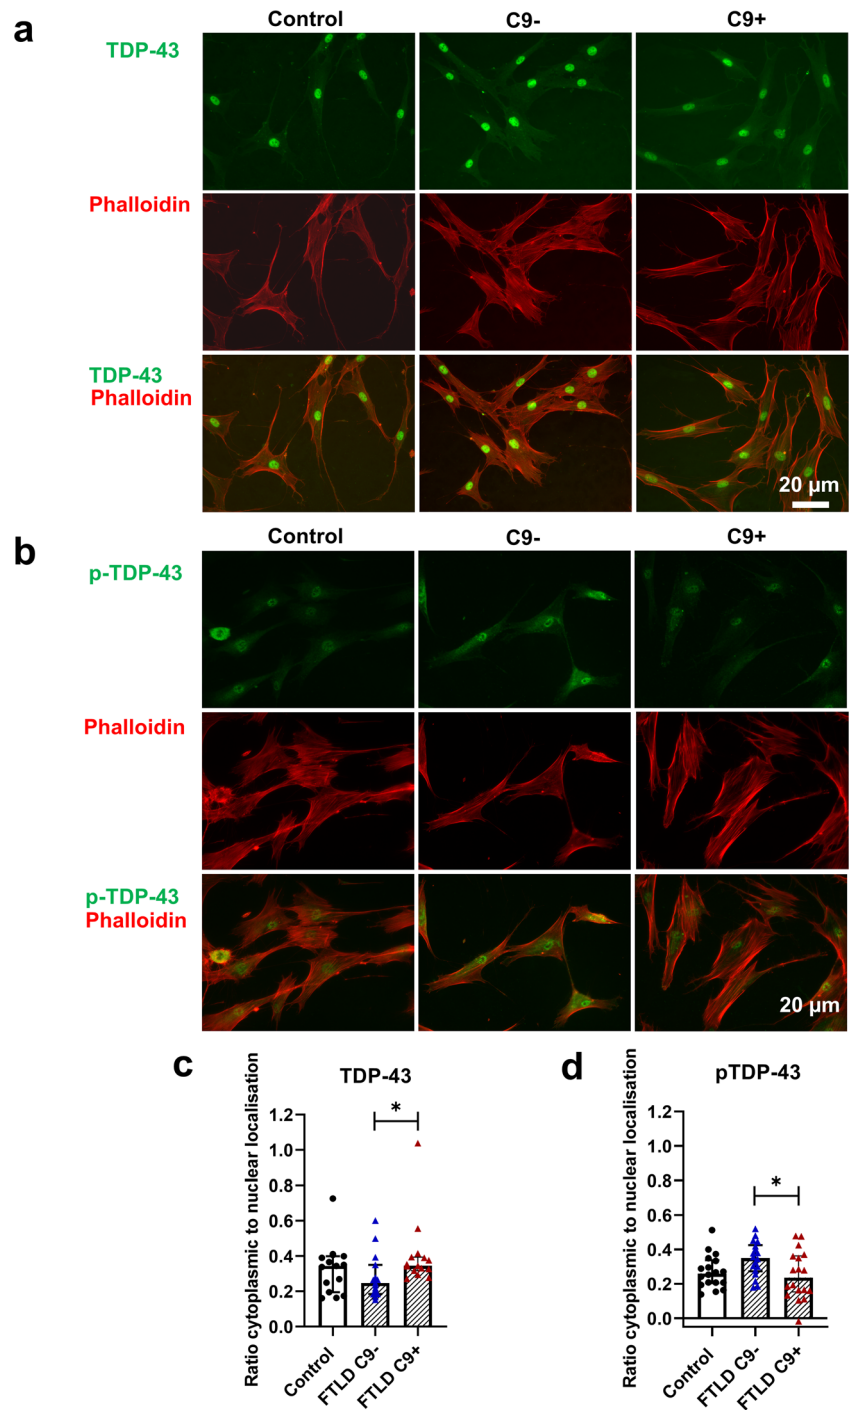 a
Control C9- C9+
TDP-43
Phalloidin
TDP-43
Phalloidin
20 µm
b
Control C9- C9+
p-TDP-43
Phalloidin
p-TDP-43
Phalloidin
20 µm
c
TDP-43
Ratio cytoplasmic to nuclear localisation
1.2
1.0
0.8
0.6
0.4
0.2
0.0
*
Control
FTLD C9-
FTLD C9+
d
pTDP-43
Ratio cytoplasmic to nuclear localisation
1.2
1.0
0.8
0.6
0.4
0.2
0.0
*
Control
FTLD C9-
FTLD C9+